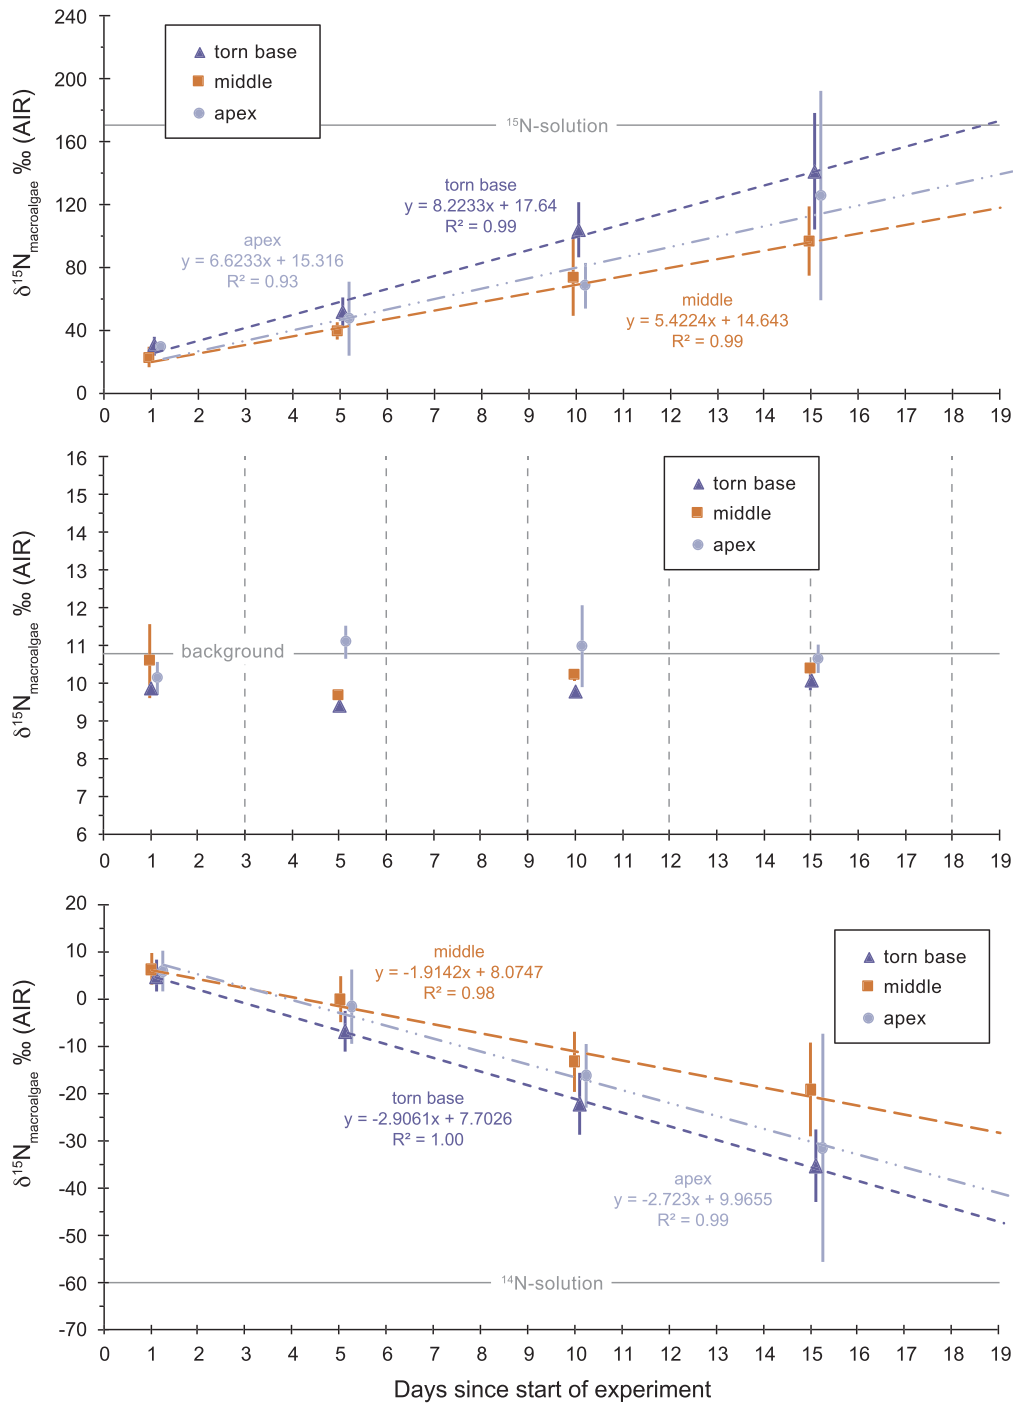 240
200
160
120
80
40
0
δ¹⁵N macroalgae ‰ (AIR)
torn base
middle
apex
¹⁵N-solution
torn base
y = 8.2233x + 17.64
R² = 0.99
apex
y = 6.6233x + 15.316
R² = 0.93
middle
y = 5.4224x + 14.643
R² = 0.99
0 1 2 3 4 5 6 7 8 9 10 11 12 13 14 15 16 17 19
16
15
14
13
12
11
10
9
8
7
6
δ¹⁵N macroalgae ‰ (AIR)
torn base
middle
apex
background
0 1 2 3 4 5 6 7 8 9 10 11 12 13 14 15 16 17 18 19
20
10
0
-10
-20
-30
-40
-50
-60
-70
δ¹⁵N macroalgae ‰ (AIR)
torn base
middle
apex
middle
y = -1.9142x + 8.0747
R² = 0.98
torn base
y = -2.9061x + 7.7026
R² = 1.00
apex
y = -2.723x + 9.9655
R² = 0.99
¹⁴N-solution
0 1 2 3 4 5 6 7 8 9 10 11 12 13 14 15 16 17 18 19
Days since start of experiment